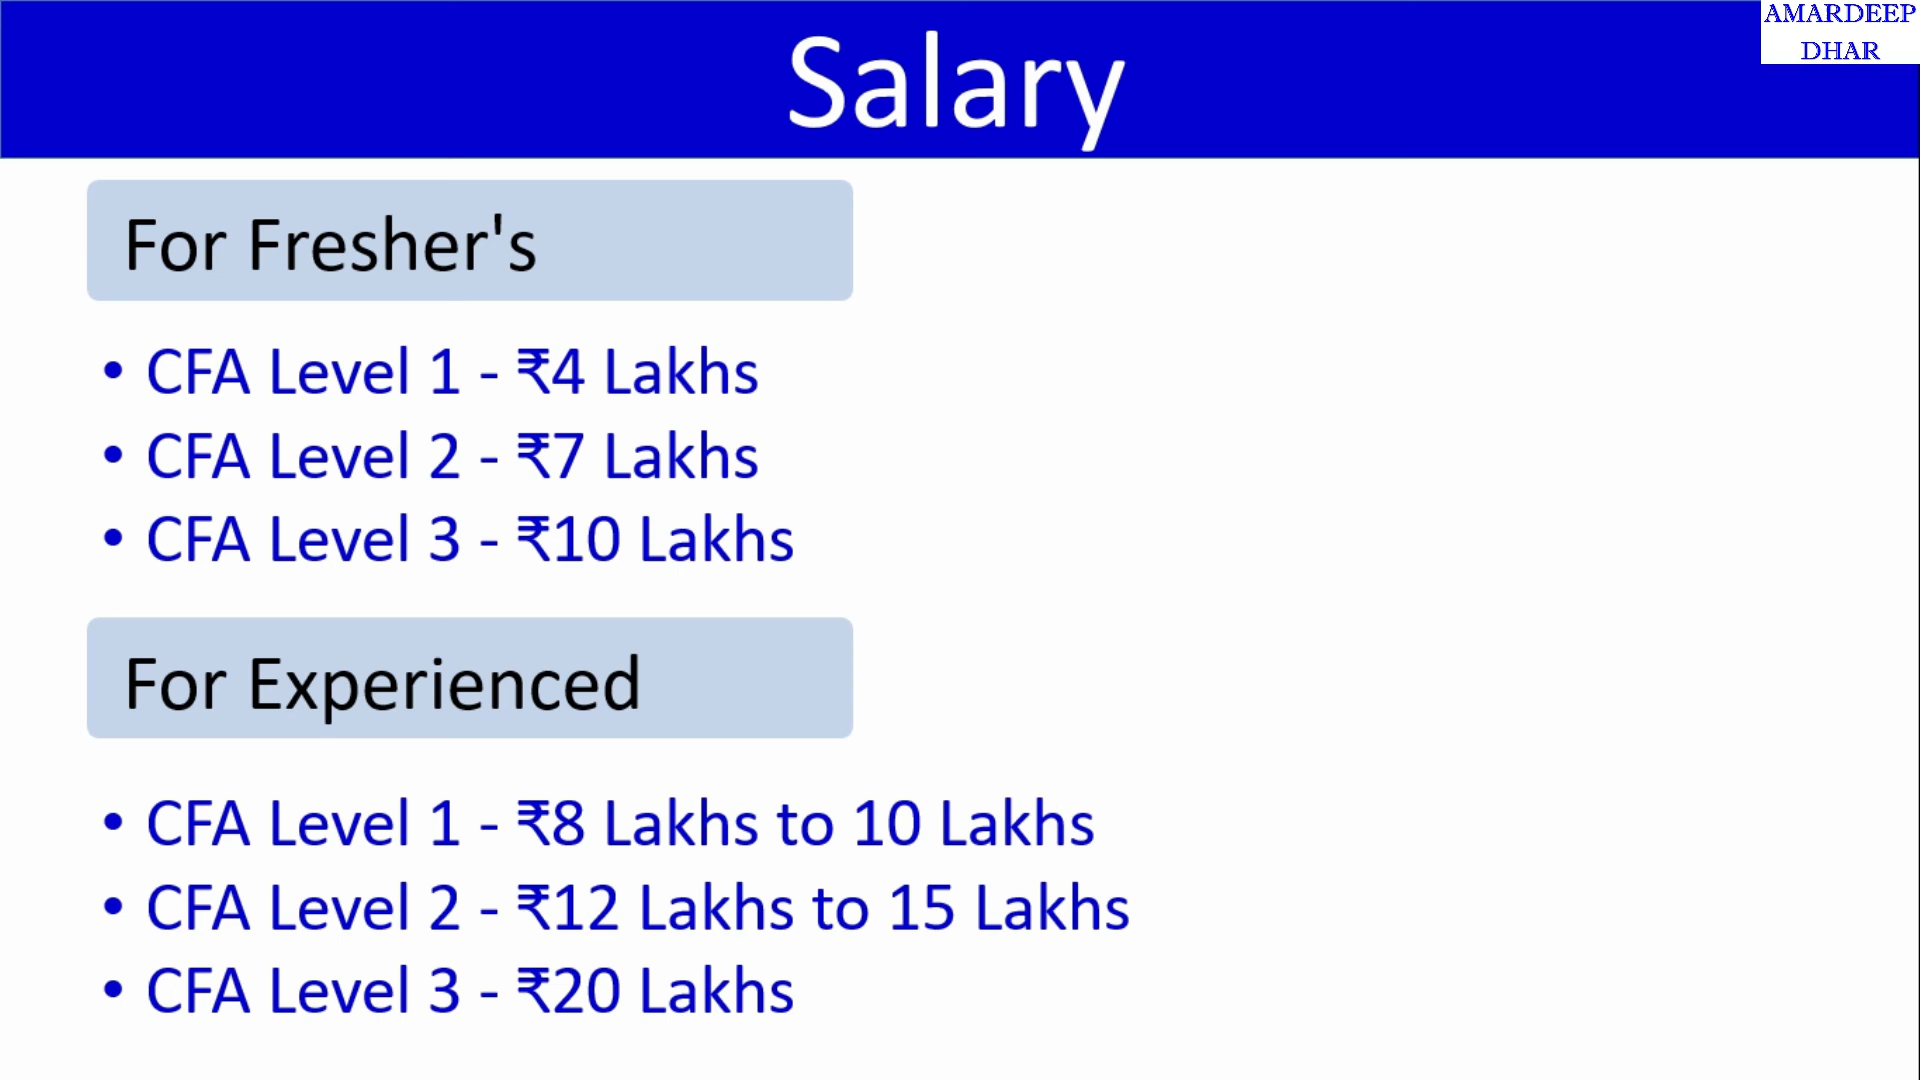 Salary
AMARDEEP
DHAR
For Fresher's
• CFA Level 1 - ₹4 Lakhs
• CFA Level 2 - ₹7 Lakhs
• CFA Level 3 - ₹10 Lakhs
For Experienced
• CFA Level 1 - ₹8 Lakhs to 10 Lakhs
• CFA Level 2 - ₹12 Lakhs to 15 Lakhs
• CFA Level 3 - ₹20 Lakhs